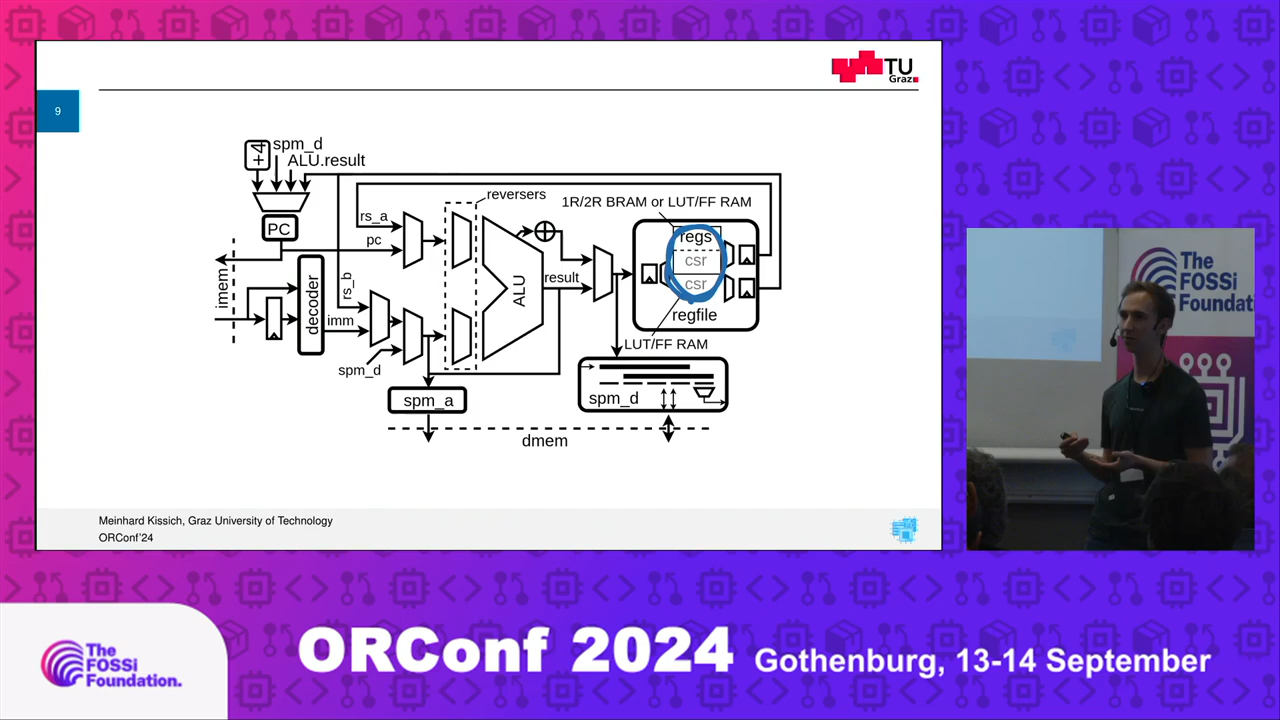 TU
Graz
9
+4
spm_d
ALU.result
reversers
1R/2R BRAM or LUT/FF RAM
rs_a
PC
pc
regs
csr
csr
imem
decoder
rs_b
ALU
result
imm
regfile
LUT/FF RAM
spm_d
spm_a
spm_d
dmem
Meinhard Kissich, Graz University of Technology
ORConf'24
The
FOSSi
Foundati
The
FOSSi
Foundation.
ORConf 2024 Gothenburg, 13-14 September